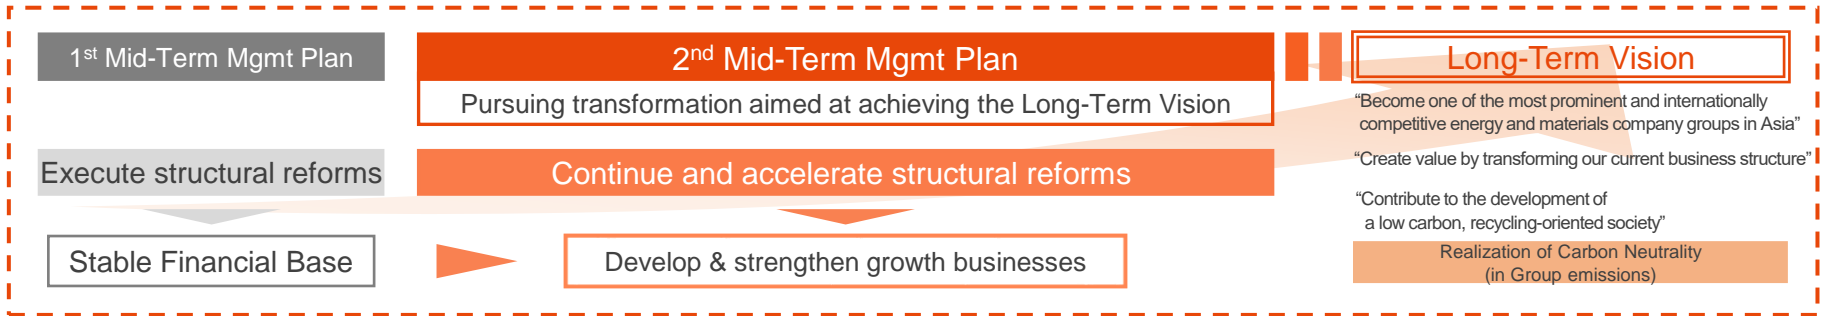 1st Mid-Term Mgmt Plan
Execute structural reforms
Stable Financial Base
2nd Mid-Term Mgmt Plan
Pursuing transformation aimed at achieving the Long-Term Vision
Continue and accelerate structural reforms
Develop & strengthen growth businesses
Long-Term Vision
“Become one of the most prominent and internationally
competitive energy and materials company groups in Asia”
“Create value by transforming our current business structure”
“Contribute to the development of
a low carbon, recycling-oriented society”
Realization of Carbon Neutrality
(in Group emissions)